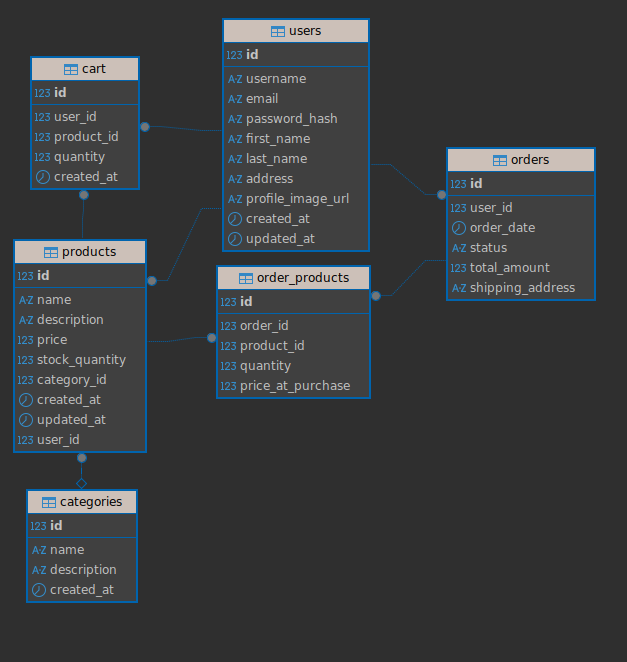 users
123 id
A-Z username
A-Z email
A-Z password_hash
A-Z first_name
A-Z last_name
A-Z address
A-Z profile_image_url
created_at
updated_at
cart
123 id
123 user_id
123 product_id
123 quantity
created_at
orders
123 id
123 user_id
order_date
A-Z status
123 total_amount
A-Z shipping_address
products
123 id
A-Z name
A-Z description
123 price
123 stock_quantity
123 category_id
created_at
updated_at
123 user_id
order_products
123 id
123 order_id
123 product_id
123 quantity
123 price_at_purchase
categories
123 id
A-Z name
A-Z description
created_at